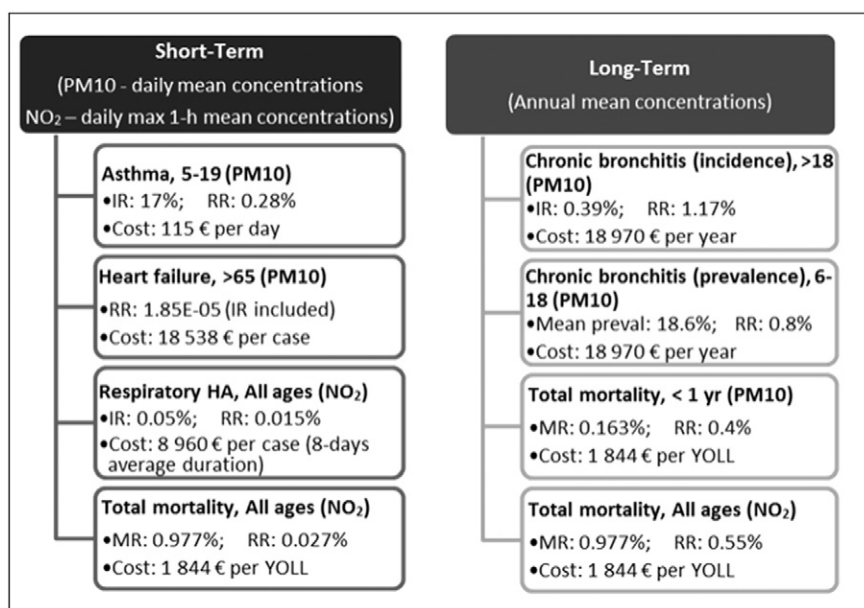 Short-Term
(PM10 - daily mean concentrations
NO₂ – daily max 1-h mean concentrations)
Asthma, 5-19 (PM10)
•IR: 17%; RR: 0.28%
•Cost: 115 € per day
Heart failure, >65 (PM10)
•RR: 1.85E-05 (IR included)
•Cost: 18 538 € per case
Respiratory HA, All ages (NO₂)
•IR: 0.05%; RR: 0.015%
•Cost: 8 960 € per case (8-days
average duration)
Total mortality, All ages (NO₂)
•MR: 0.977%; RR: 0.027%
•Cost: 1 844 € per YOLL
Long-Term
(Annual mean concentrations)
Chronic bronchitis (incidence), >18
(PM10)
•IR: 0.39%; RR: 1.17%
•Cost: 18 970 € per year
Chronic bronchitis (prevalence), 6-
18 (PM10)
•Mean preval: 18.6%; RR: 0.8%
•Cost: 18 970 € per year
Total mortality, < 1 yr (PM10)
•MR: 0.163%; RR: 0.4%
•Cost: 1 844 € per YOLL
Total mortality, All ages (NO₂)
•MR: 0.977%; RR: 0.55%
•Cost: 1 844 € per YOLL